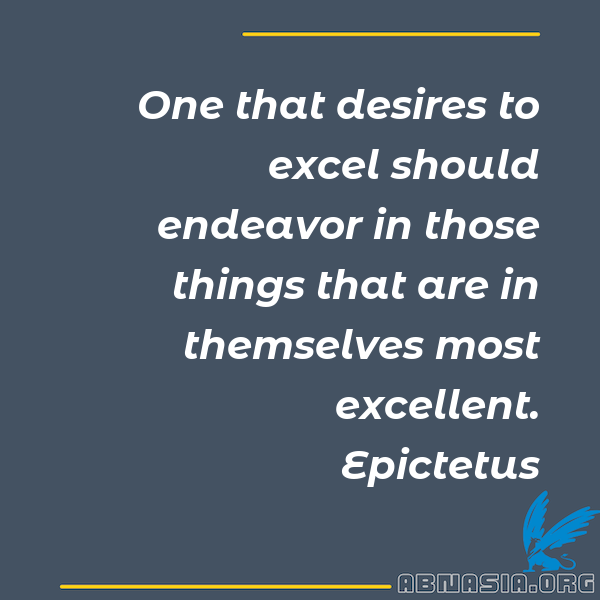 One that desires to
excel should
endeavor in those
things that are in
themselves most
excellent.
Epictetus
ABNASIA.ORG